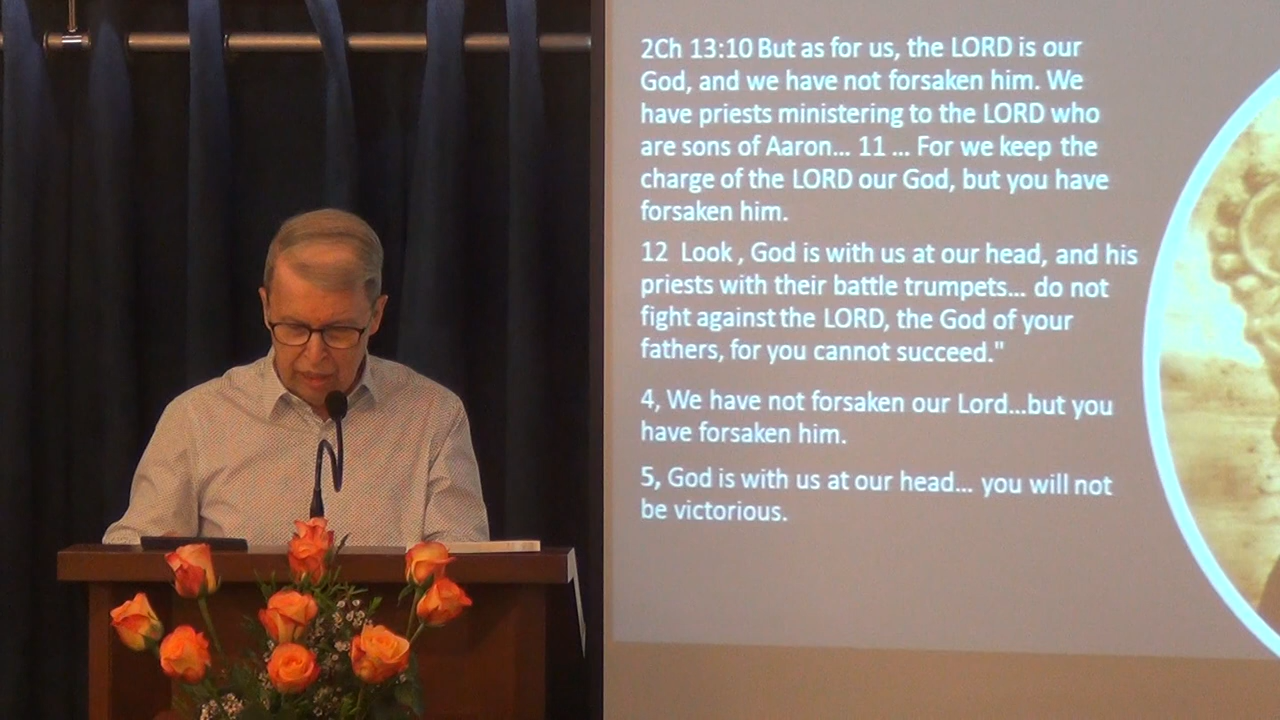 2Ch 13:10 But as for us, the LORD is our
God, and we have not forsaken him. We
have priests ministering to the LORD who
are sons of Aaron... 11 ... For we keep the
charge of the LORD our God, but you have
forsaken him.
12 Look , God is with us at our head, and his
priests with their battle trumpets... do not
fight against the LORD, the God of your
fathers, for you cannot succeed."
4, We have not forsaken our Lord...but you
have forsaken him.
5, God is with us at our head... you will not
be victorious.